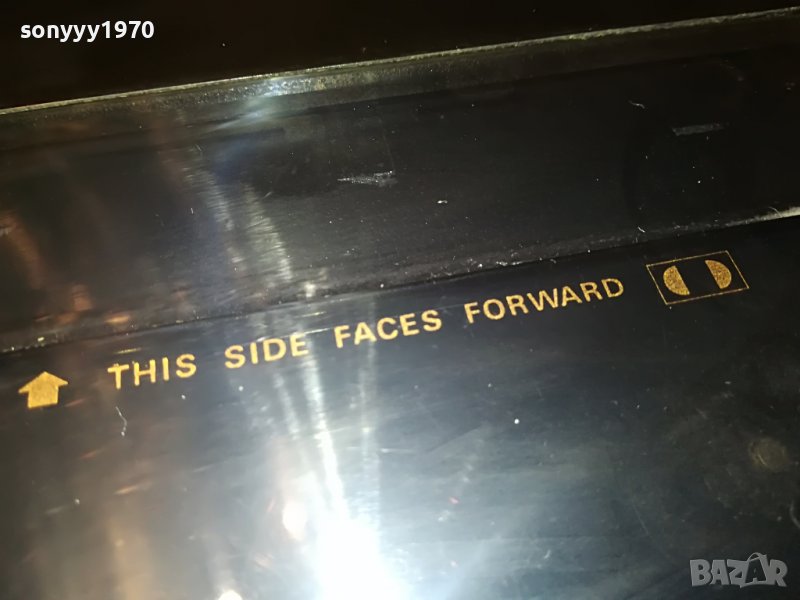 sonyyy1970
THIS SIDE FACES FORWARD
BAZAR